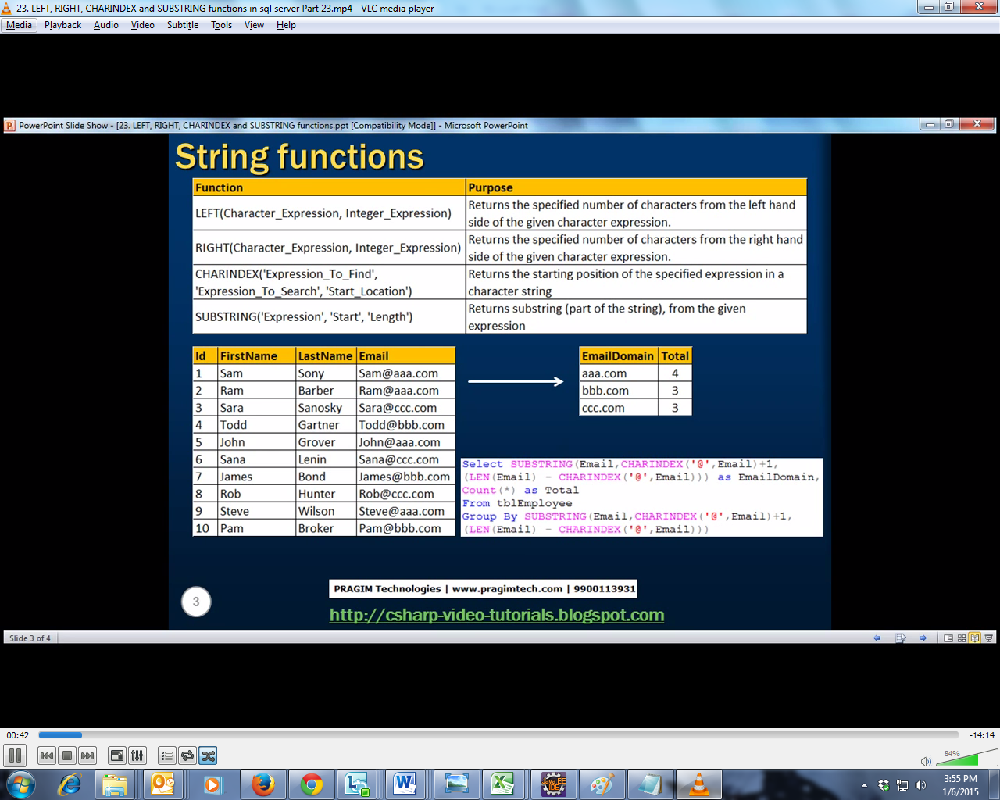 23. LEFT, RIGHT, CHARINDEX and SUBSTRING functions in sql server Part 23.mp4 - VLC media player
Media Playback Audio Video Subtitle Tools View Help
PowerPoint Slide Show - [23. LEFT, RIGHT, CHARINDEX and SUBSTRING functions.ppt [Compatibility Mode]] - Microsoft PowerPoint
String functions
Function Purpose
LEFT(Character_Expression, Integer_Expression) Returns the specified number of characters from the left hand
side of the given character expression.
RIGHT(Character_Expression, Integer_Expression) Returns the specified number of characters from the right hand
side of the given character expression.
CHARINDEX('Expression_To_Find', Returns the starting position of the specified expression in a
'Expression_To_Search', 'Start_Location') character string
SUBSTRING('Expression', 'Start', 'Length') Returns substring (part of the string), from the given
expression
Id FirstName LastName Email
1 Sam Sony Sam@aaa.com
2 Ram Barber Ram@aaa.com
3 Sara Sanosky Sara@ccc.com
4 Todd Gartner Todd@bbb.com
5 John Grover John@aaa.com
6 Sana Lenin Sana@ccc.com
7 James Bond James@bbb.com
8 Rob Hunter Rob@ccc.com
9 Steve Wilson Steve@aaa.com
10 Pam Broker Pam@bbb.com
EmailDomain Total
aaa.com 4
bbb.com 3
ccc.com 3
Select SUBSTRING(Email,CHARINDEX('@',Email)+1,
(LEN(Email) - CHARINDEX('@',Email))) as EmailDomain,
Count(*) as Total
From tblEmployee
Group By SUBSTRING(Email,CHARINDEX('@',Email)+1,
(LEN(Email) - CHARINDEX('@',Email)))
PRAGIM Technologies | www.pragimtech.com | 9900113931
3
http://csharp-video-tutorials.blogspot.com
Slide 3 of 4
00:42 -14:14
84%
Java EE
IDE
3:55 PM
1/6/2015